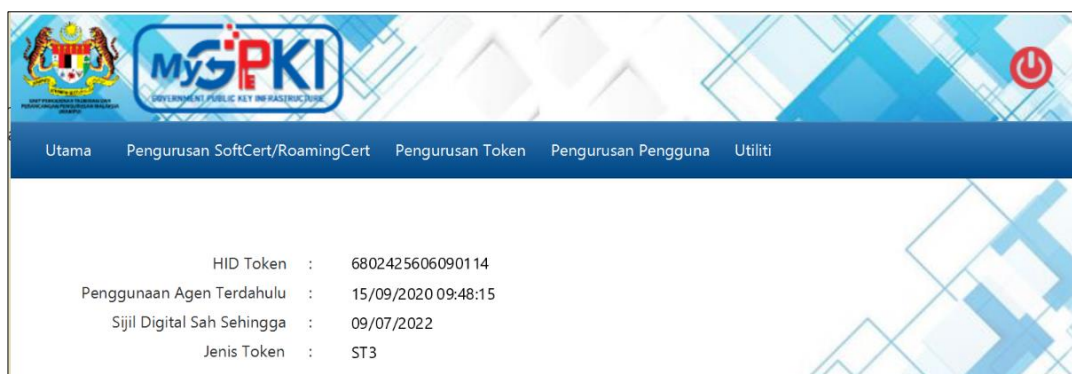 MyGPKI
GOVERNMENT PUBLIC KEY INFRASTRUCTURE
Utama Pengurusan SoftCert/RoamingCert Pengurusan Token Pengurusan Pengguna Utiliti
HID Token : 6802425606090114
Penggunaan Agen Terdahulu : 15/09/2020 09:48:15
Sijil Digital Sah Sehingga : 09/07/2022
Jenis Token : ST3